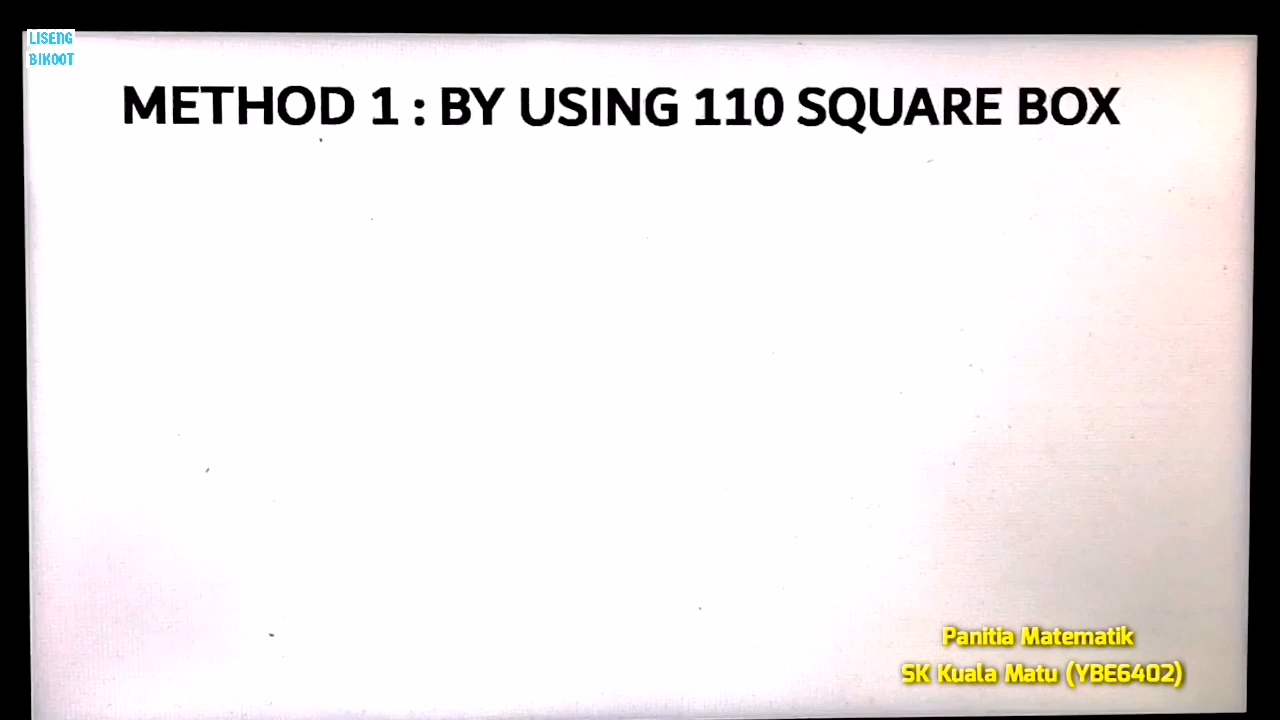 LISENG
BIKOOT
METHOD 1 : BY USING 110 SQUARE BOX
Panitia Matematik
SK Kuala Matu (YBE6402)